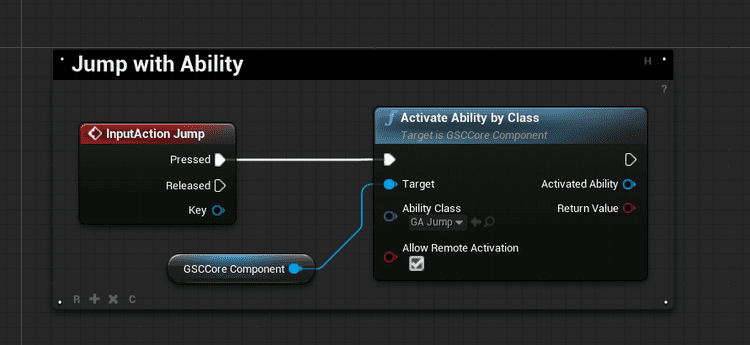 Jump with Ability
H
?
InputAction Jump
Pressed
Released
Key
GSCCore Component
f Activate Ability by Class
Target is GSCCore Component
Target
Activated Ability
Ability Class
GA Jump
Return Value
Allow Remote Activation
R
C